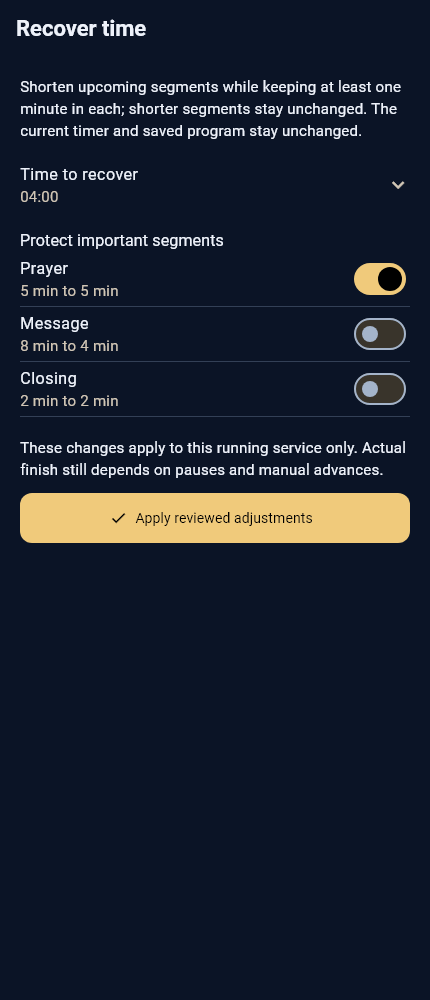 Recover time
Shorten upcoming segments while keeping at least one
minute in each; shorter segments stay unchanged. The
current timer and saved program stay unchanged.
Time to recover
04:00
Protect important segments
Prayer
5 min to 5 min
Message
8 min to 4 min
Closing
2 min to 2 min
These changes apply to this running service only. Actual
finish still depends on pauses and manual advances.
Apply reviewed adjustments